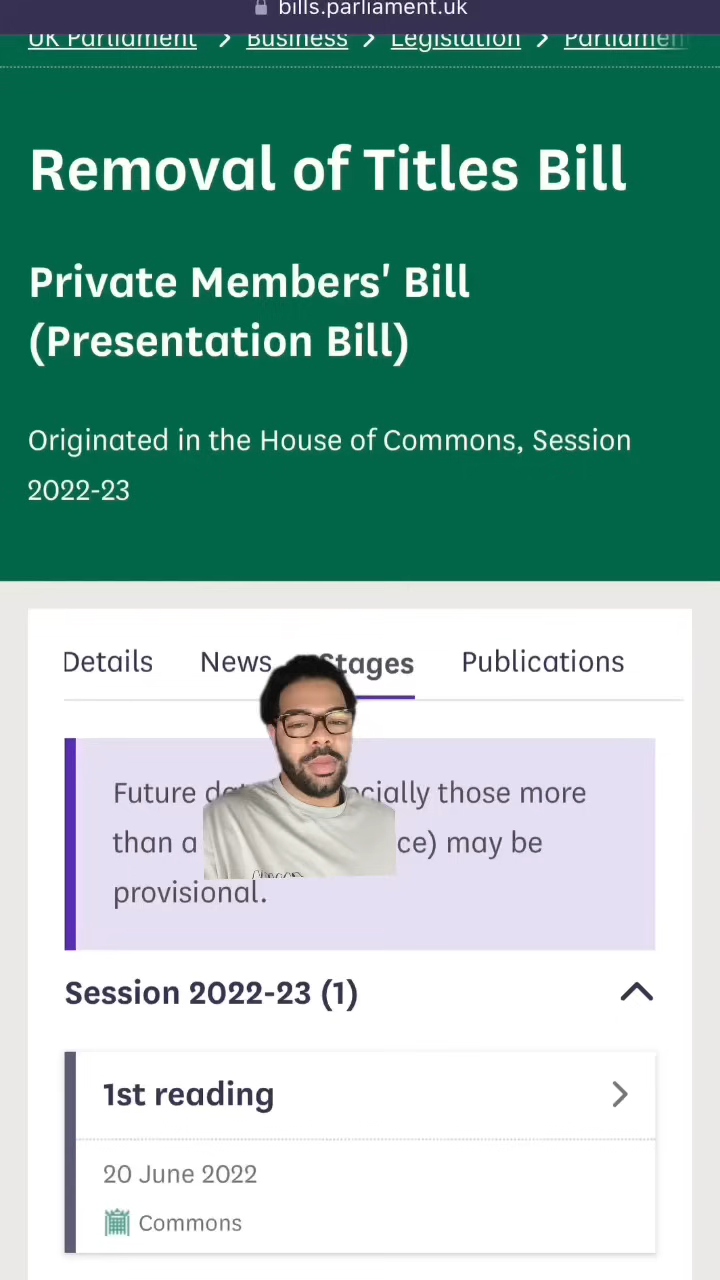 bills.parliament.uk
UK Parliament > Business > Legislation > Parliamen
Removal of Titles Bill
Private Members' Bill
(Presentation Bill)
Originated in the House of Commons, Session
2022-23
Details News Stages Publications
Future cially those more
than a ce) may be
provisional.
Session 2022-23 (1)
1st reading
20 June 2022
Commons